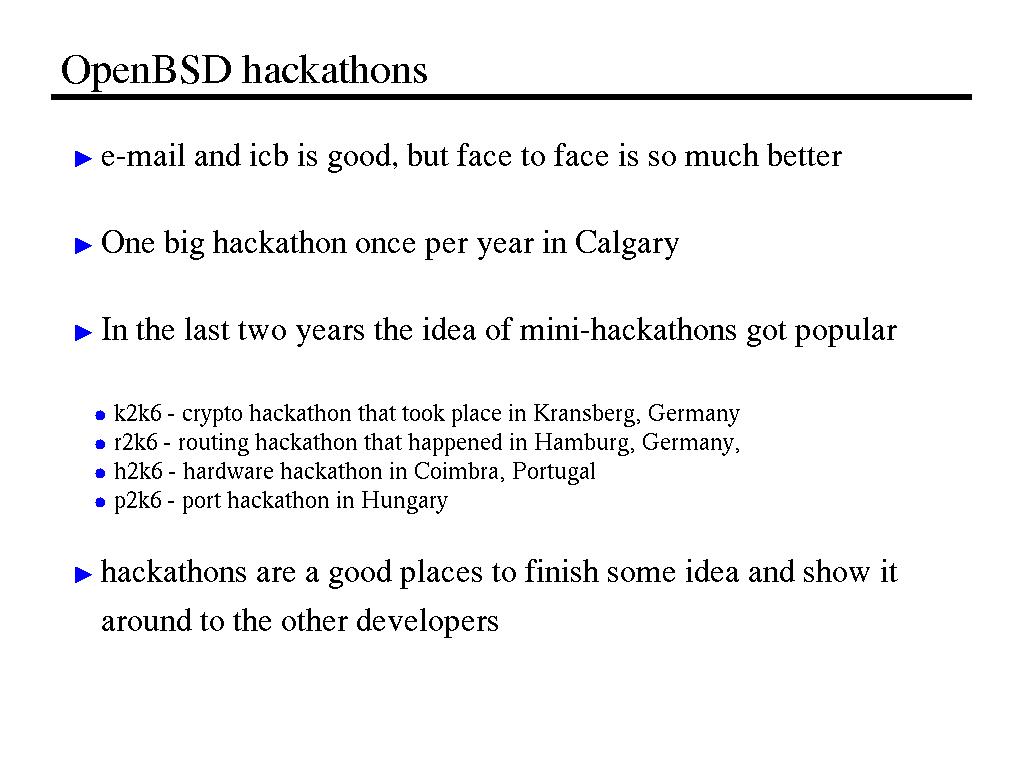 OpenBSD hackathons
e-mail and icb is good, but face to face is so much better
One big hackathon once per year in Calgary
In the last two years the idea of mini-hackathons got popular
k2k6 - crypto hackathon that took place in Kransberg, Germany
r2k6 - routing hackathon that happened in Hamburg, Germany,
h2k6 - hardware hackathon in Coimbra, Portugal
p2k6 - port hackathon in Hungary
hackathons are a good places to finish some idea and show it
around to the other developers